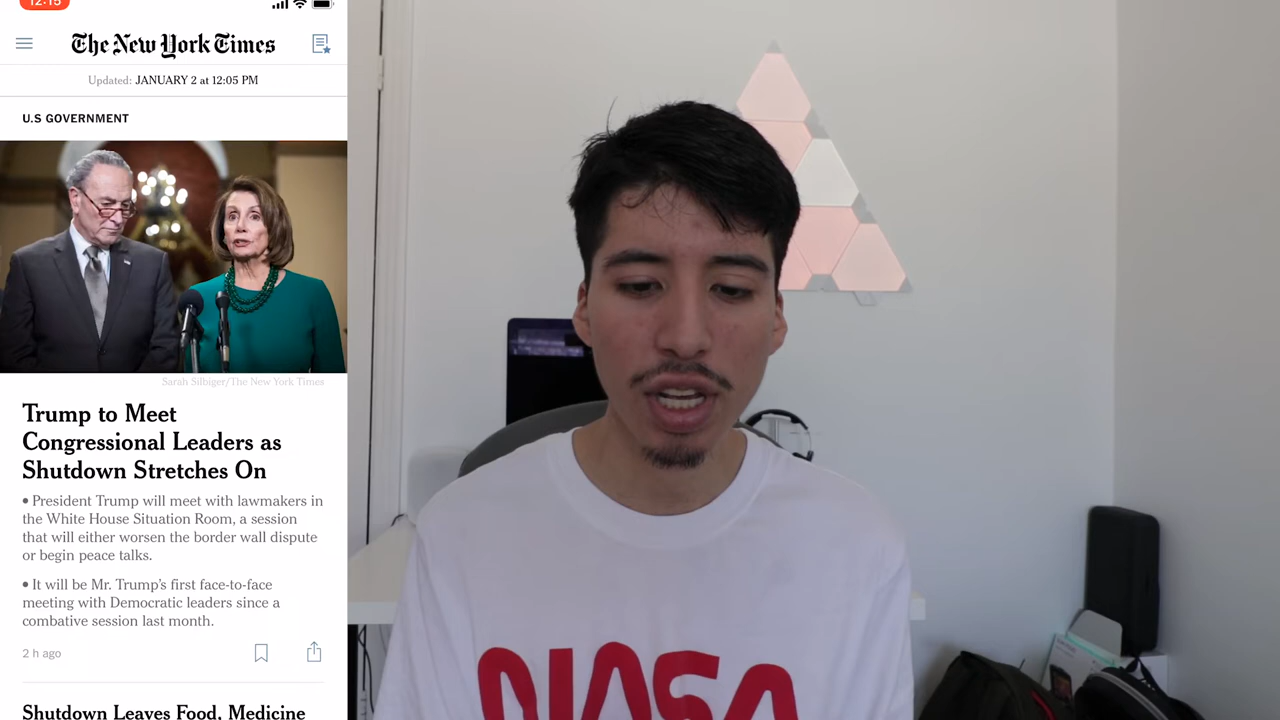 12:15
The New York Times
Updated: JANUARY 2 at 12:05 PM
U.S GOVERNMENT
Sarah Silbiger/The New York Times
Trump to Meet
Congressional Leaders as
Shutdown Stretches On
• President Trump will meet with lawmakers in
the White House Situation Room, a session
that will either worsen the border wall dispute
or begin peace talks.
• It will be Mr. Trump’s first face-to-face
meeting with Democratic leaders since a
combative session last month.
2 h ago
Shutdown Leaves Food, Medicine
NASA